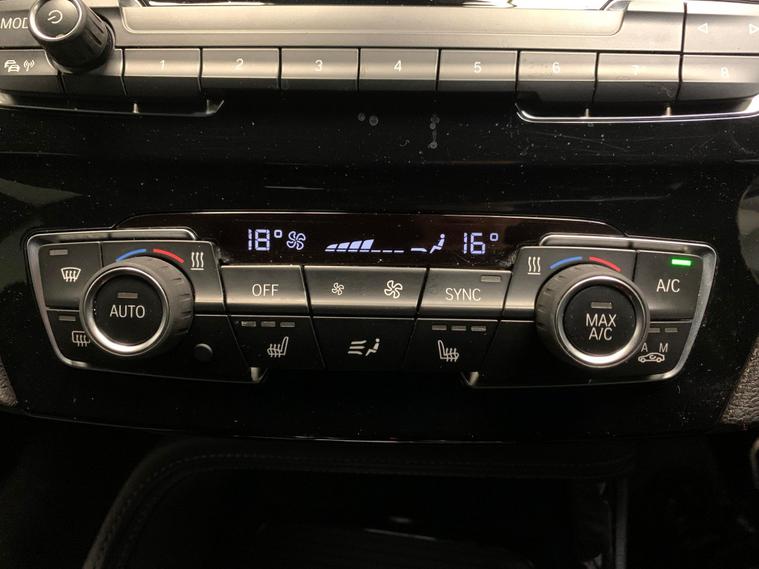 MOD
1 2 3 4 5 6 7 8
18° 16°
AUTO OFF SYNC MAX A/C A/C
A M